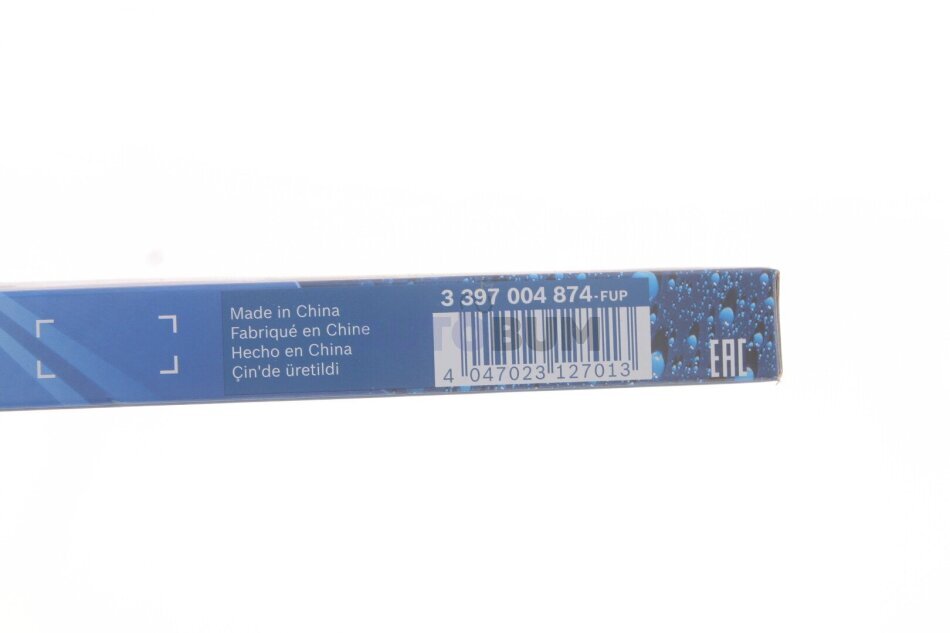 Made in China
Fabriqué en Chine
Hecho en China
Çin'de üretildi
3 397 004 874-FUP
BUM
4 047023 127013
EAC